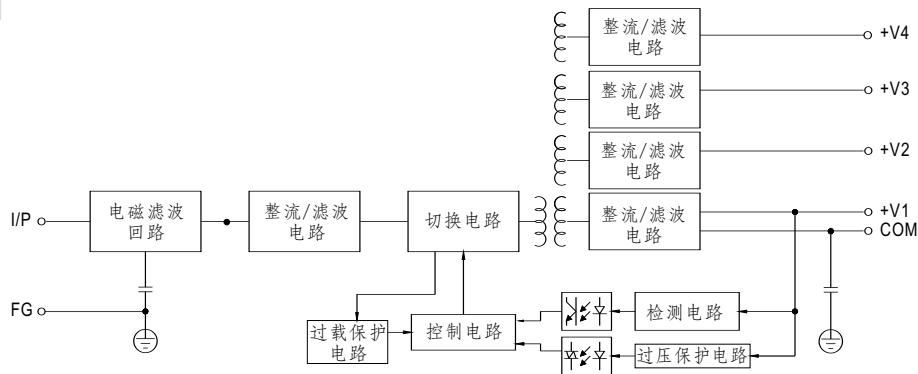 整流/滤波
电路
+V4
整流/滤波
电路
+V3
整流/滤波
电路
+V2
I/P
电磁滤波
回路
整流/滤波
电路
切换电路
整流/滤波
电路
+V1
COM
FG
过载保护
电路
控制电路
检测电路
过压保护电路